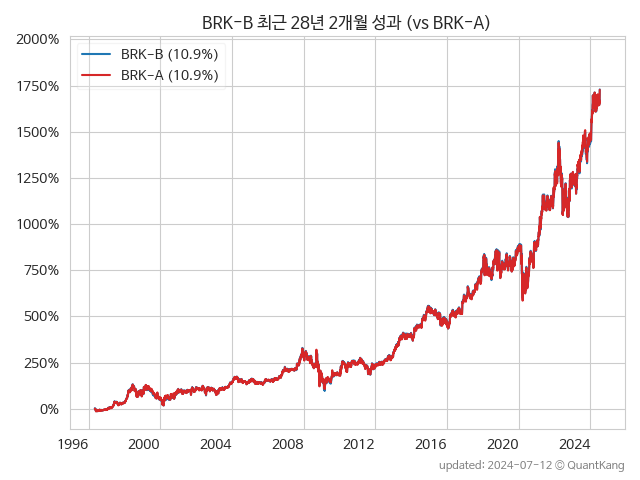 BRK-B 최근 28년 2개월 성과 (vs BRK-A)
2000%
BRK-B (10.9%)
BRK-A (10.9%)
1750%
1500%
1250%
1000%
750%
500%
250%
0%
1996 2000 2004 2008 2012 2016 2020 2024
updated: 2024-07-12 © QuantKang